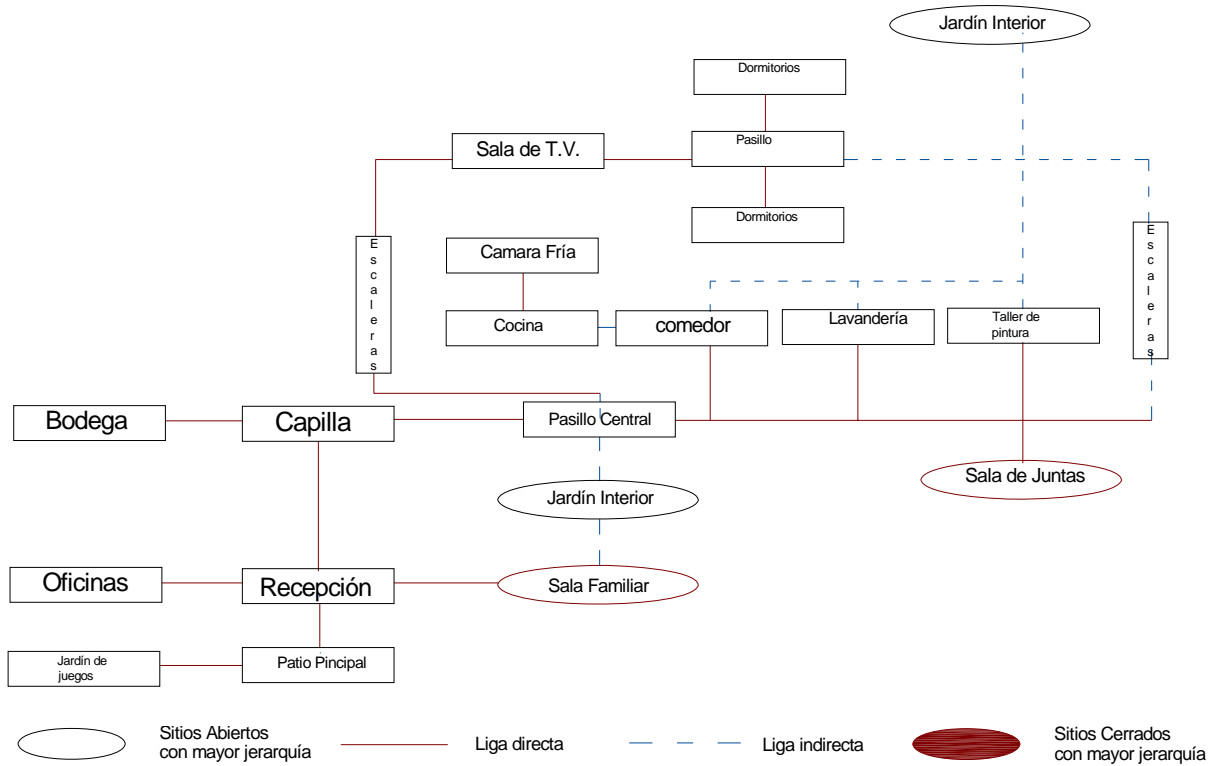 Jardín Interior
Dormitorios
Sala de T.V.
Pasillo
Dormitorios
Escaleras
Escaleras
Camara Fría
Cocina
comedor
Lavandería
Taller de
pintura
Bodega
Capilla
Pasillo Central
Sala de Juntas
Jardín Interior
Oficinas
Recepción
Sala Familiar
Jardín de
juegos
Patio Pincipal
Sitios Abiertos
con mayor jerarquía
Liga directa
Liga indirecta
Sitios Cerrados
con mayor jerarquía